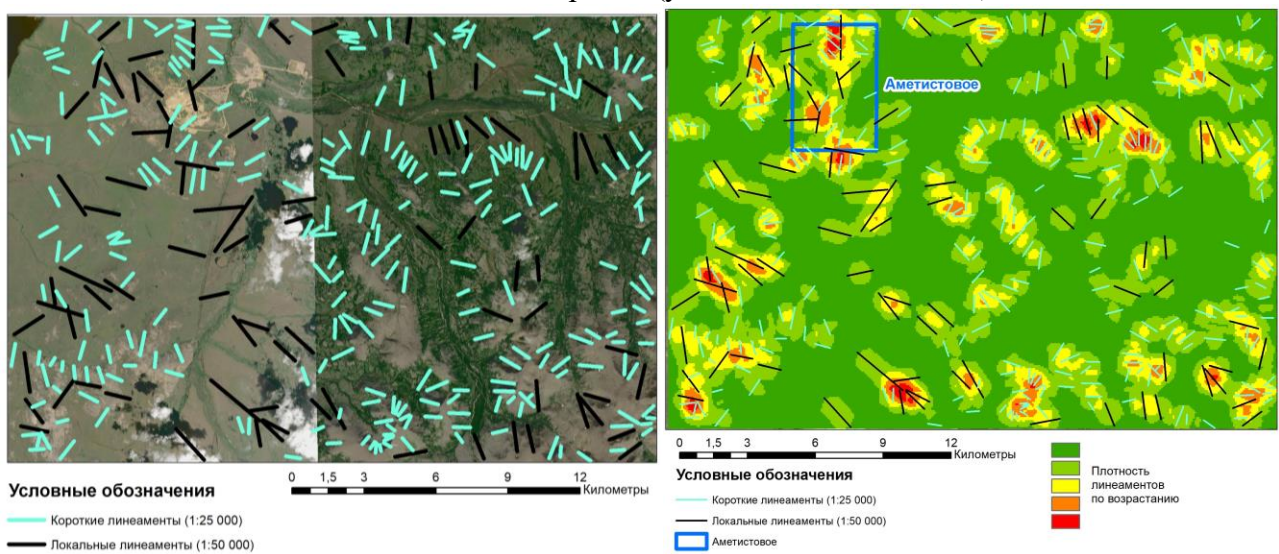 Аметистовое
0 1,5 3 6 9 12
Километры
Условные обозначения
Короткие линеаменты (1:25 000)
Локальные линеаменты (1:50 000)
0 1,5 3 6 9 12
Километры
Условные обозначения
Короткие линеаменты (1:25 000)
Локальные линеаменты (1:50 000)
Аметистовое
Плотность
линеаментов
по возрастанию